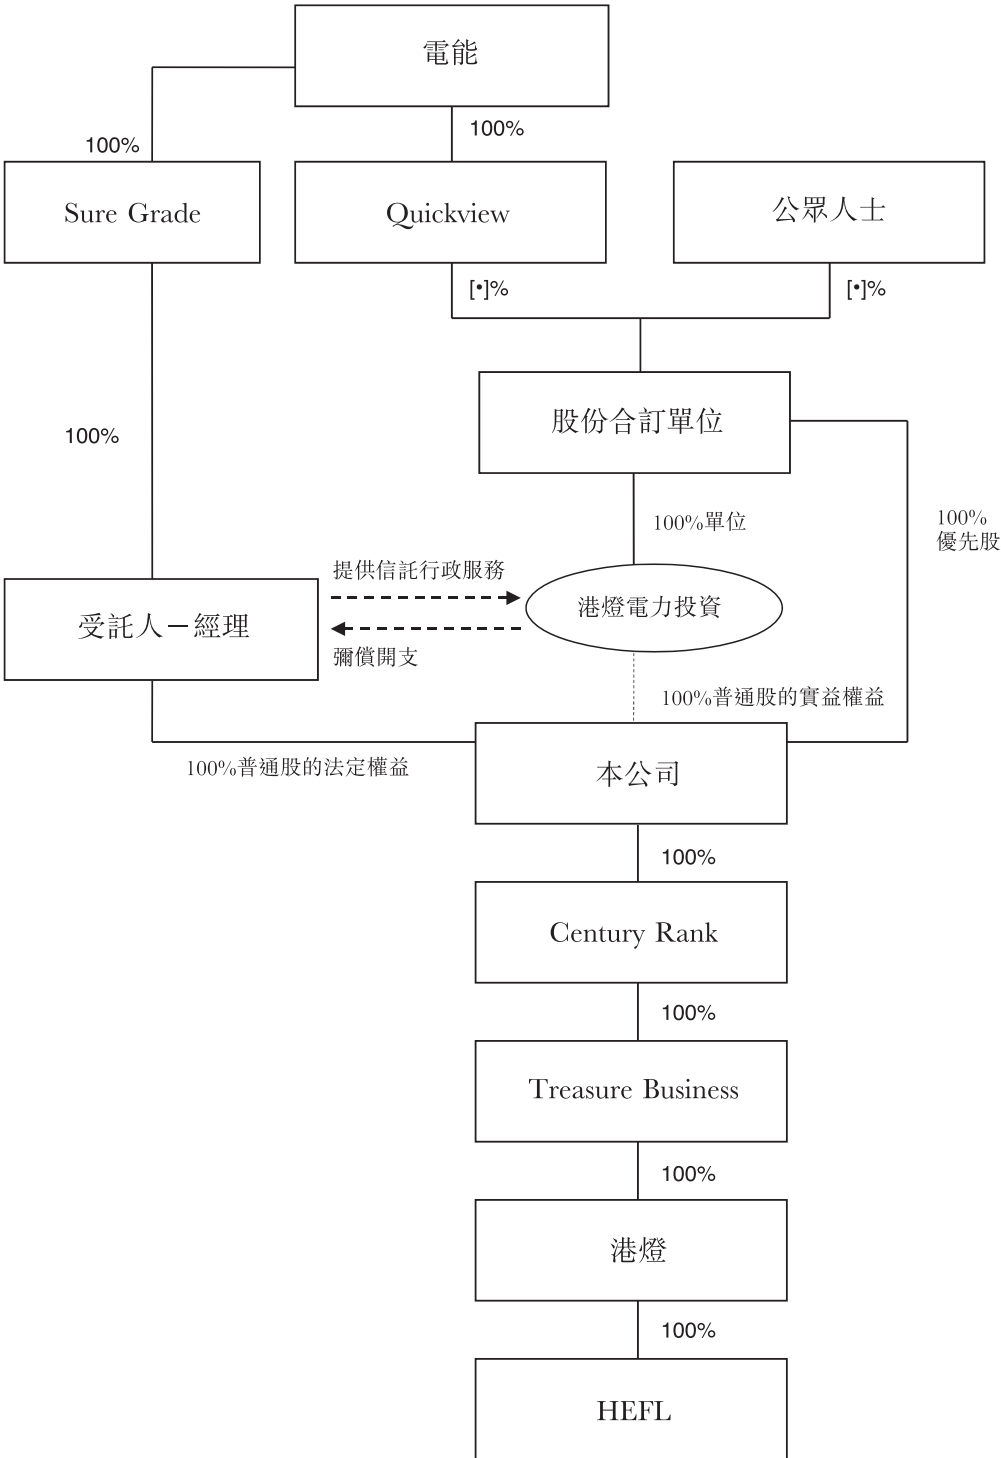 電能
100%
100%
Sure Grade
Quickview
公眾人士
[•]%
[•]%
股份合訂單位
100%
100%單位
100%
優先股
提供信託行政服務
受託人－經理
港燈電力投資
彌償開支
100%普通股的實益權益
100%普通股的法定權益
本公司
100%
Century Rank
100%
Treasure Business
100%
港燈
100%
HEFL